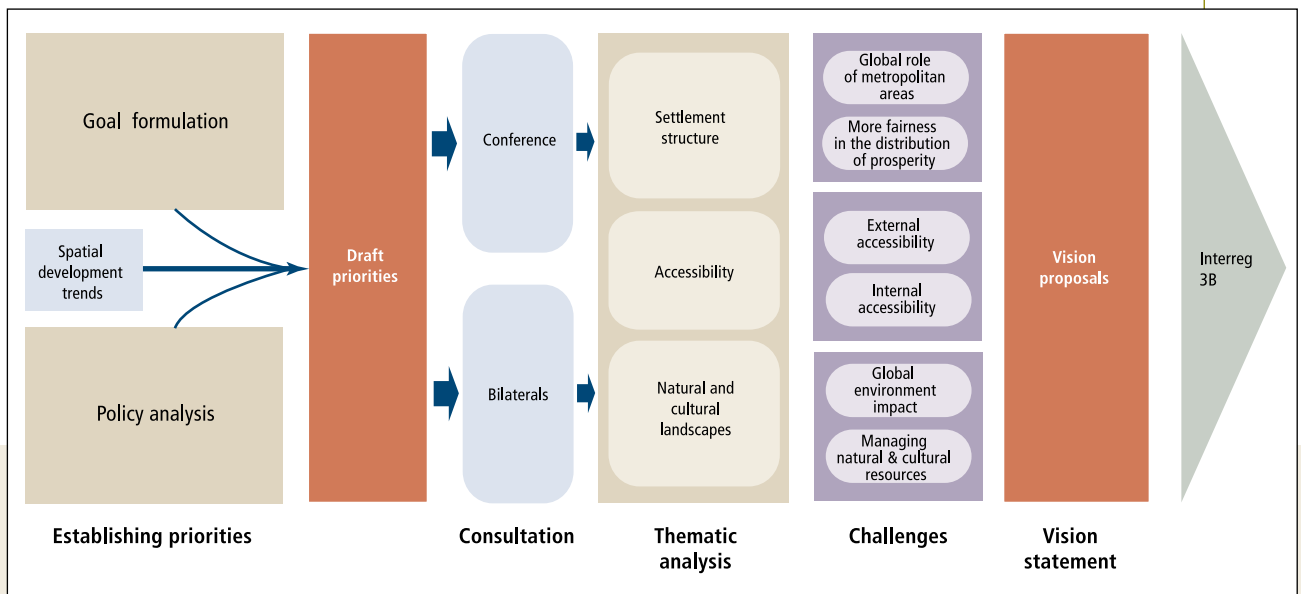 Goal formulation
Spatial
development
trends
Policy analysis
Draft
priorities
Conference
Bilaterals
Settlement
structure
Accessibility
Natural and
cultural
landscapes
Global role
of metropolitan
areas
More fairness
in the distribution
of prosperity
External
accessibility
Internal
accessibility
Global
environment
impact
Managing
natural & cultural
resources
Vision
proposals
Interreg
3B
Establishing priorities
Consultation
Thematic
analysis
Challenges
Vision
statement